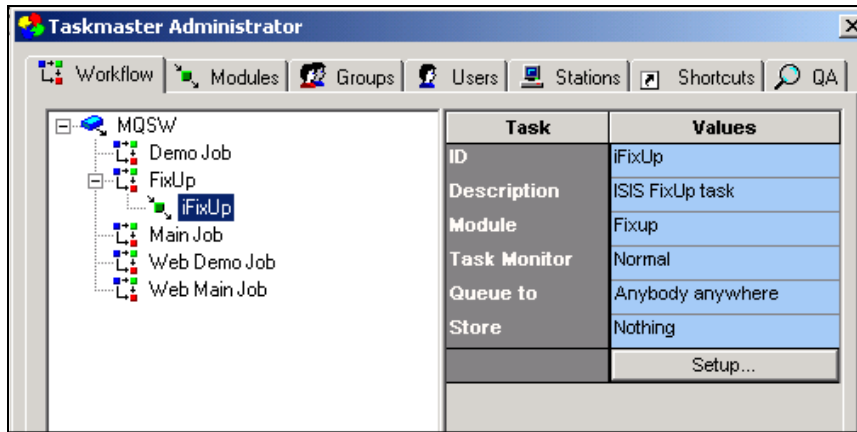 Taskmaster Administrator
Workflow Modules Groups Users Stations Shortcuts QA
MQSW
Demo Job
FixUp
iFixUp
Main Job
Web Demo Job
Web Main Job
Task Values
ID iFixUp
Description ISIS FixUp task
Module Fixup
Task Monitor Normal
Queue to Anybody anywhere
Store Nothing
Setup...